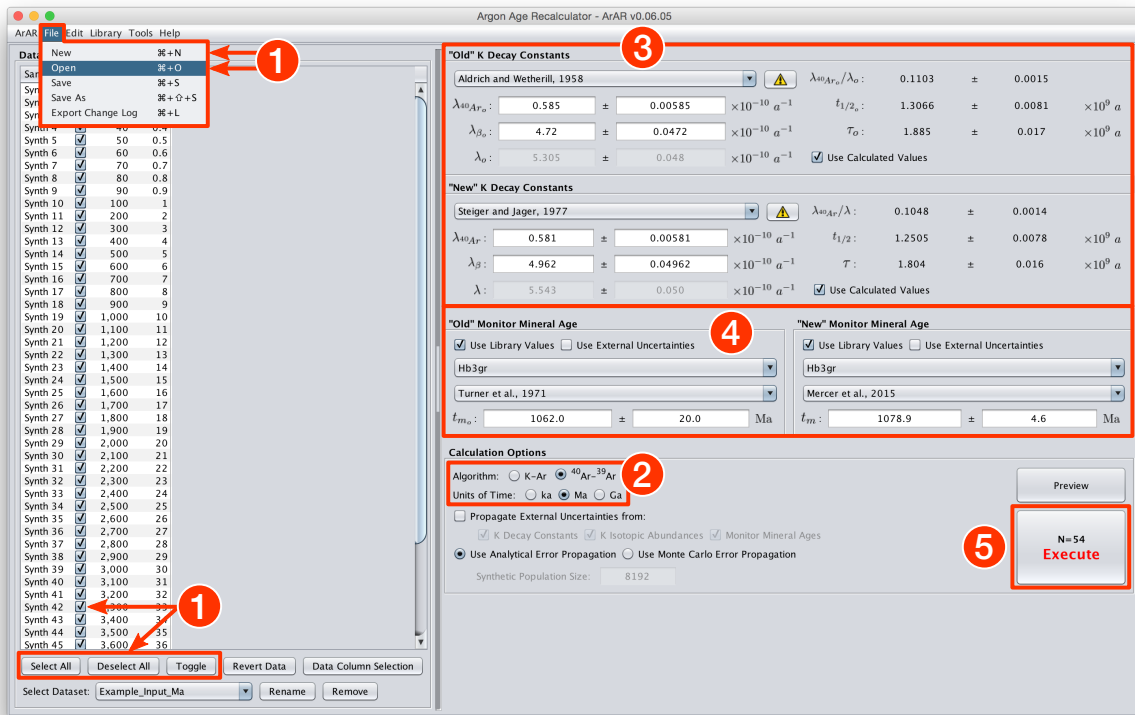 Argon Age Recalculator - ArAR v0.06.05
ArAR File Edit Library Tools Help
New ⌘+N
Open ⌘+O
Save ⌘+S
Save As ⌘+⇧+S
Export Change Log ⌘+L
1
Data
Sam
Syn
Syn
Syn
Synth 4 40 0.4
Synth 5 50 0.5
Synth 6 60 0.6
Synth 7 70 0.7
Synth 8 80 0.8
Synth 9 90 0.9
Synth 10 100 1
Synth 11 200 2
Synth 12 300 3
Synth 13 400 4
Synth 14 500 5
Synth 15 600 6
Synth 16 700 7
Synth 17 800 8
Synth 18 900 9
Synth 19 1,000 10
Synth 20 1,100 11
Synth 21 1,200 12
Synth 22 1,300 13
Synth 23 1,400 14
Synth 24 1,500 15
Synth 25 1,600 16
Synth 26 1,700 17
Synth 27 1,800 18
Synth 28 1,900 19
Synth 29 2,000 20
Synth 30 2,100 21
Synth 31 2,200 22
Synth 32 2,300 23
Synth 33 2,400 24
Synth 34 2,500 25
Synth 35 2,600 26
Synth 36 2,700 27
Synth 37 2,800 28
Synth 38 2,900 29
Synth 39 3,000 30
Synth 40 3,100 31
Synth 41 3,200 32
Synth 42 3,300 33
Synth 43 3,400 34
Synth 44 3,500 35
Synth 45 3,600 36
1
Select All Deselect All Toggle Revert Data Data Column Selection
Select Dataset: Example_Input_Ma Rename Remove
"Old" K Decay Constants
3
Aldrich and Wetherill, 1958 λ40Arₒ/λₒ : 0.1103 ± 0.0015
λ40Arₒ : 0.585 ± 0.00585 ×10⁻¹⁰ a⁻¹ t1/2ₒ : 1.3066 ± 0.0081 ×10⁹ a
λβₒ : 4.72 ± 0.0472 ×10⁻¹⁰ a⁻¹ τₒ : 1.885 ± 0.017 ×10⁹ a
λₒ : 5.305 ± 0.048 ×10⁻¹⁰ a⁻¹ Use Calculated Values
"New" K Decay Constants
Steiger and Jager, 1977 λ40Ar/λ : 0.1048 ± 0.0014
λ40Ar : 0.581 ± 0.00581 ×10⁻¹⁰ a⁻¹ t1/2 : 1.2505 ± 0.0078 ×10⁹ a
λβ : 4.962 ± 0.04962 ×10⁻¹⁰ a⁻¹ τ : 1.804 ± 0.016 ×10⁹ a
λ : 5.543 ± 0.050 ×10⁻¹⁰ a⁻¹ Use Calculated Values
"Old" Monitor Mineral Age
4
Use Library Values Use External Uncertainties
Hb3gr
Turner et al., 1971
tmₒ : 1062.0 ± 20.0 Ma
"New" Monitor Mineral Age
Use Library Values Use External Uncertainties
Hb3gr
Mercer et al., 2015
tm : 1078.9 ± 4.6 Ma
Calculation Options
Algorithm: K-Ar ⁴⁰Ar-³⁹Ar
2
Units of Time: ka Ma Ga
Propagate External Uncertainties from:
K Decay Constants K Isotopic Abundances Monitor Mineral Ages
Use Analytical Error Propagation Use Monte Carlo Error Propagation
Synthetic Population Size: 8192
Preview
5
N=54
Execute